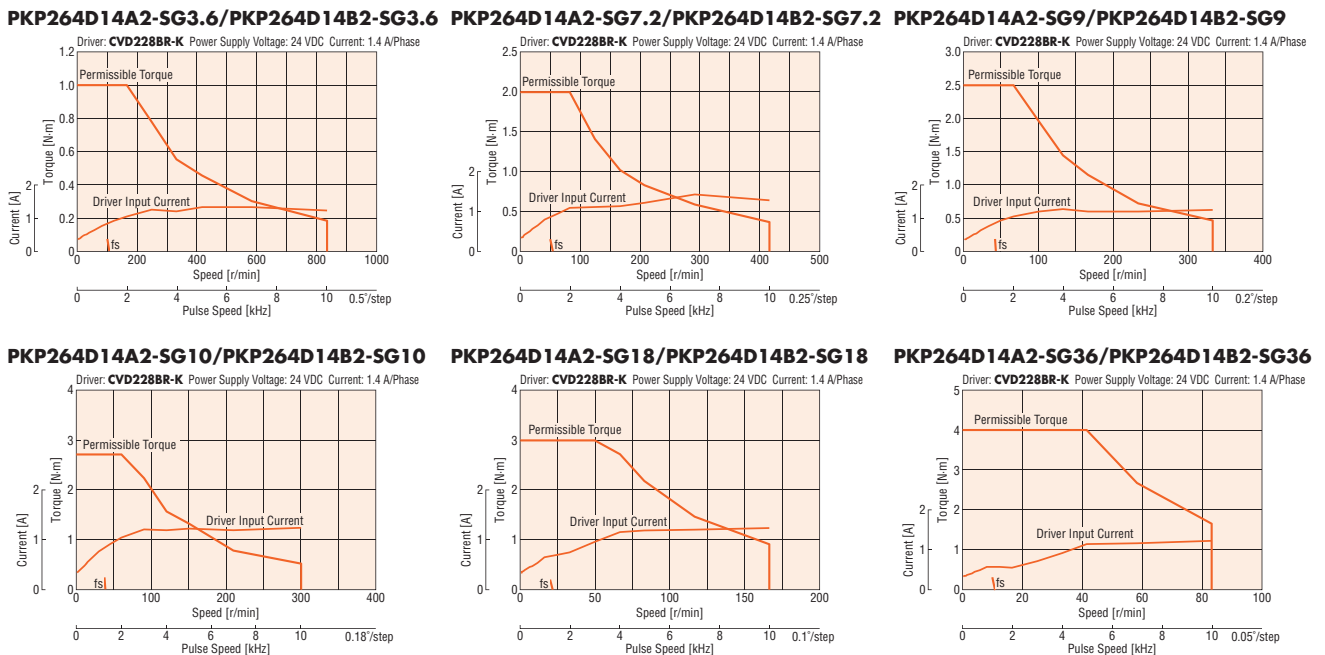 PKP264D14A2-SG3.6/PKP264D14B2-SG3.6
Driver: CVD228BR-K Power Supply Voltage: 24 VDC Current: 1.4 A/Phase
1.2
1.0
0.8
0.6
0.4
0.2
0
2
1
0
Current [A]
Torque [N·m]
Permissible Torque
Driver Input Current
fs
0 200 400 600 800 1000
Speed [r/min]
0 2 4 6 8 10 0.5˚/step
Pulse Speed [kHz]
PKP264D14A2-SG7.2/PKP264D14B2-SG7.2
Driver: CVD228BR-K Power Supply Voltage: 24 VDC Current: 1.4 A/Phase
2.5
2.0
1.5
1.0
0.5
0
2
1
0
Current [A]
Torque [N·m]
Permissible Torque
Driver Input Current
fs
0 100 200 300 400 500
Speed [r/min]
0 2 4 6 8 10 0.25˚/step
Pulse Speed [kHz]
PKP264D14A2-SG9/PKP264D14B2-SG9
Driver: CVD228BR-K Power Supply Voltage: 24 VDC Current: 1.4 A/Phase
3.0
2.5
2.0
1.5
1.0
0.5
0
2
1
0
Current [A]
Torque [N·m]
Permissible Torque
Driver Input Current
fs
0 100 200 300 400
Speed [r/min]
0 2 4 6 8 10 0.2˚/step
Pulse Speed [kHz]
PKP264D14A2-SG10/PKP264D14B2-SG10
Driver: CVD228BR-K Power Supply Voltage: 24 VDC Current: 1.4 A/Phase
4
3
2
1
0
2
1
0
Current [A]
Torque [N·m]
Permissible Torque
Driver Input Current
fs
0 100 200 300 400
Speed [r/min]
0 2 4 6 8 10 0.18˚/step
Pulse Speed [kHz]
PKP264D14A2-SG18/PKP264D14B2-SG18
Driver: CVD228BR-K Power Supply Voltage: 24 VDC Current: 1.4 A/Phase
4
3
2
1
0
2
1
0
Current [A]
Torque [N·m]
Permissible Torque
Driver Input Current
fs
0 50 100 150 200
Speed [r/min]
0 2 4 6 8 10 0.1˚/step
Pulse Speed [kHz]
PKP264D14A2-SG36/PKP264D14B2-SG36
Driver: CVD228BR-K Power Supply Voltage: 24 VDC Current: 1.4 A/Phase
5
4
3
2
1
0
2
1
0
Current [A]
Torque [N·m]
Permissible Torque
Driver Input Current
fs
0 20 40 60 80 100
Speed [r/min]
0 2 4 6 8 10 0.05˚/step
Pulse Speed [kHz]